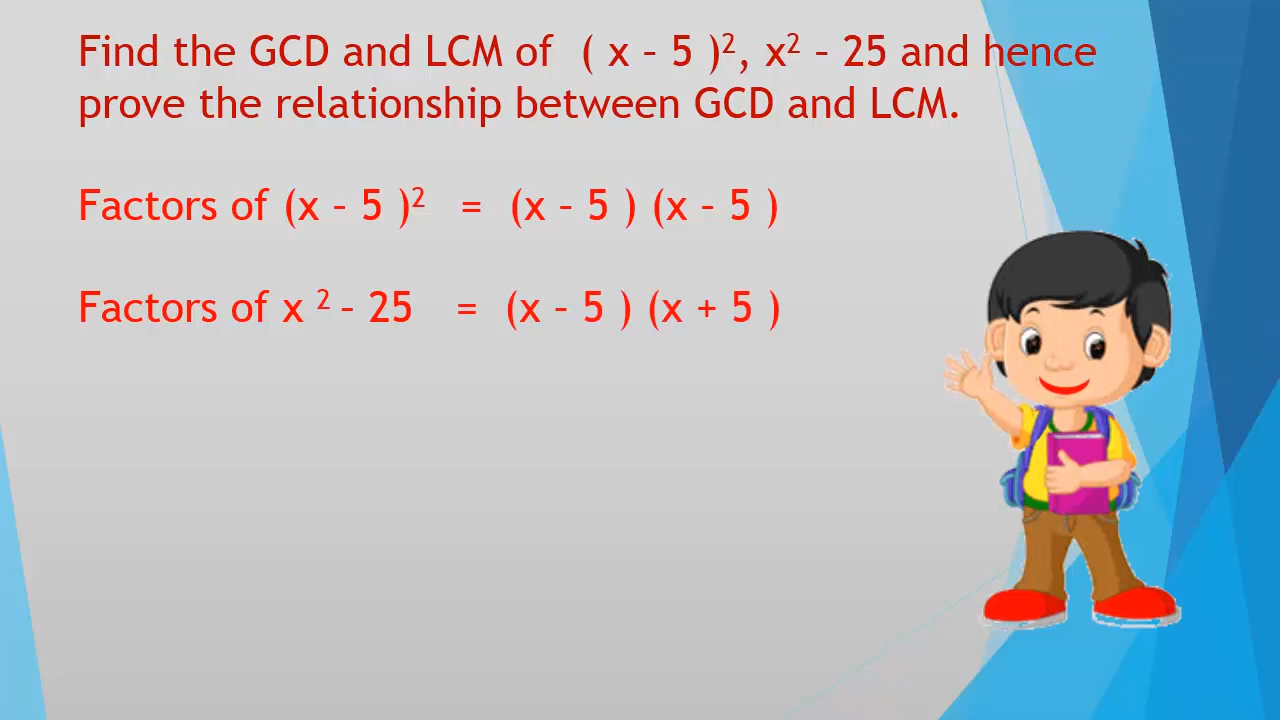 Find the GCD and LCM of ( x – 5 )², x² – 25 and hence
prove the relationship between GCD and LCM.
Factors of (x – 5 )² = (x – 5 ) (x – 5 )
Factors of x ² – 25 = (x – 5 ) (x + 5 )